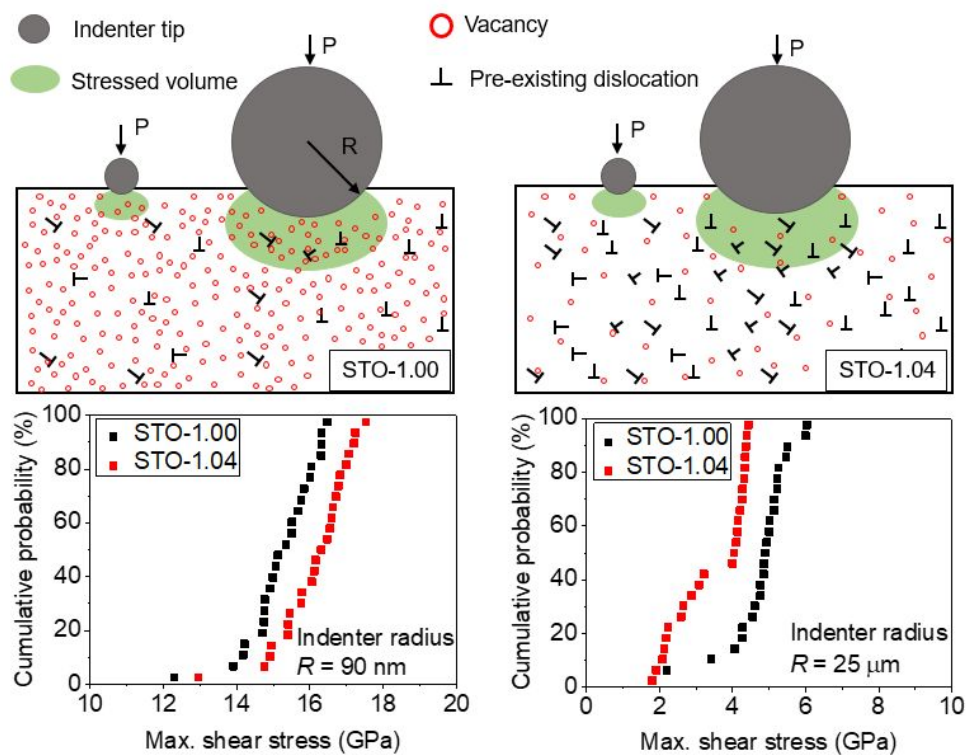 Indenter tip
Stressed volume
Vacancy
Pre-existing dislocation
P
P
R
STO-1.00
P
P
STO-1.04
Cumulative probability (%)
100
80
60
40
20
0
STO-1.00
STO-1.04
Indenter radius
R = 90 nm
10 12 14 16 18 20
Max. shear stress (GPa)
Cumulative probability (%)
100
80
60
40
20
0
STO-1.00
STO-1.04
Indenter radius
R = 25 μm
0 2 4 6 8 10
Max. shear stress (GPa)